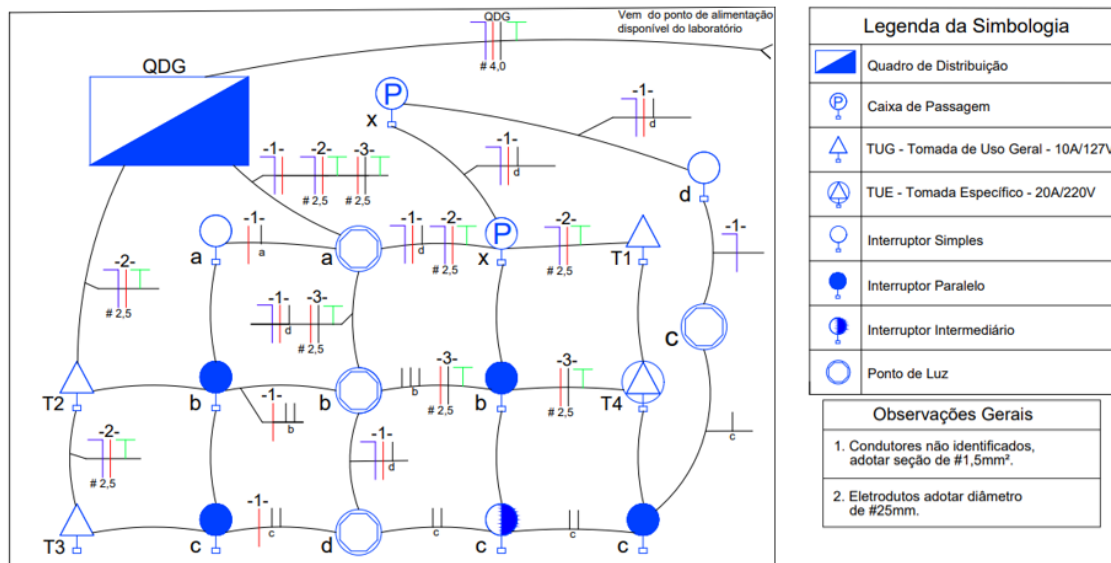 QDG
Vem do ponto de alimentação
disponível do laboratório
# 4,0
QDG
P
x
-1-
d
-1-
-2-
-3-
# 2,5
# 2,5
-1-
d
d
-1-
a
a
-1-
d
-2-
# 2,5
P
x
-2-
# 2,5
T1
-1-
a
-2-
# 2,5
-1-
d
-3-
# 2,5
c
T2
b
-1-
b
b
b
-3-
# 2,5
b
-3-
# 2,5
T4
-2-
# 2,5
-1-
d
c
T3
c
-1-
c
d
c
c
c
c
Legenda da Simbologia
Quadro de Distribuição
P
Caixa de Passagem
TUG - Tomada de Uso Geral - 10A/127V
TUE - Tomada Específico - 20A/220V
Interruptor Simples
Interruptor Paralelo
Interruptor Intermediário
Ponto de Luz
Observações Gerais
1. Condutores não identificados,
adotar seção de #1,5mm².
2. Eletrodutos adotar diâmetro
de #25mm.